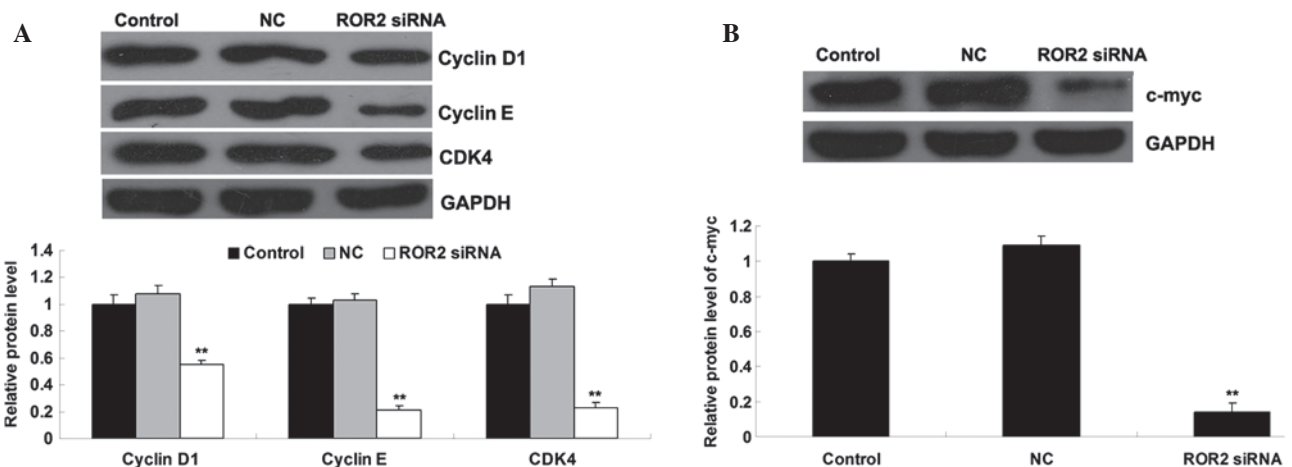 A
Control NC ROR2 siRNA
Cyclin D1
Cyclin E
CDK4
GAPDH
Relative protein level
1.4
1.2
1
0.8
0.6
0.4
0.2
0
Control NC ROR2 siRNA
**
**
**
Cyclin D1 Cyclin E CDK4
B
Control NC ROR2 siRNA
c-myc
GAPDH
Relative protein level of c-myc
1.2
1
0.8
0.6
0.4
0.2
0
**
Control NC ROR2 siRNA